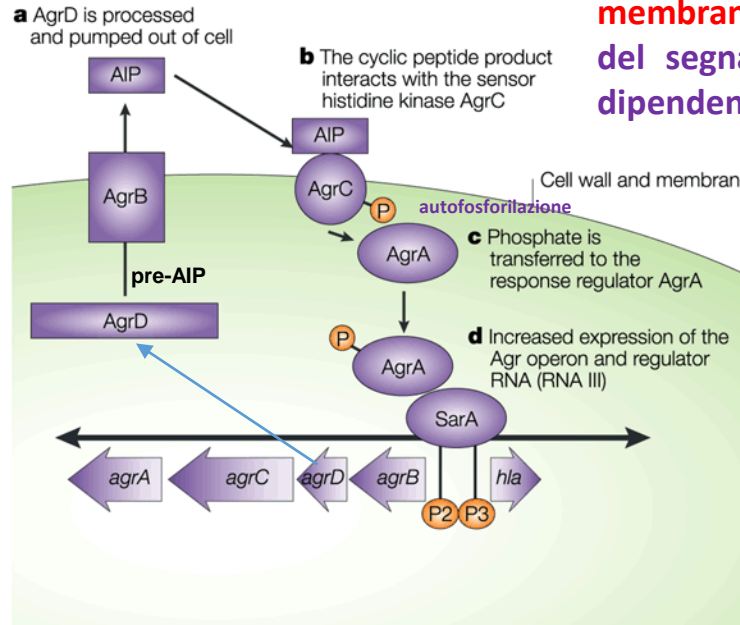 a AgrD is processed
and pumped out of cell
membran
del segna
dipenden
AIP
b The cyclic peptide product
interacts with the sensor
histidine kinase AgrC
AIP
AgrB
AgrC
P
Cell wall and membran
autofosforilazione
AgrA
c Phosphate is
transferred to the
response regulator AgrA
pre-AIP
AgrD
P
AgrA
d Increased expression of the
Agr operon and regulator
RNA (RNA III)
SarA
agrA
agrC
agrD
agrB
hla
P2
P3